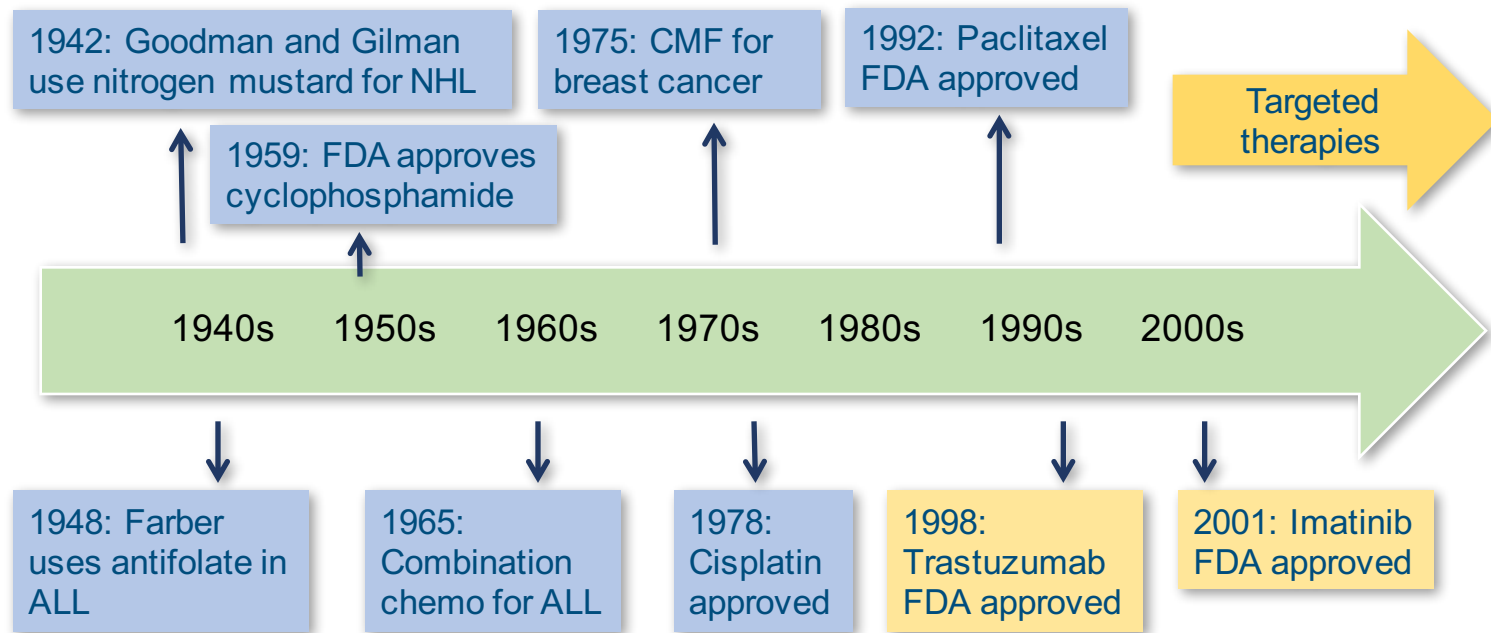 1942: Goodman and Gilman
use nitrogen mustard for NHL
1959: FDA approves
cyclophosphamide
1975: CMF for
breast cancer
1992: Paclitaxel
FDA approved
Targeted
therapies
1940s 1950s 1960s 1970s 1980s 1990s 2000s
1948: Farber
uses antifolate in
ALL
1965:
Combination
chemo for ALL
1978:
Cisplatin
approved
1998:
Trastuzumab
FDA approved
2001: Imatinib
FDA approved